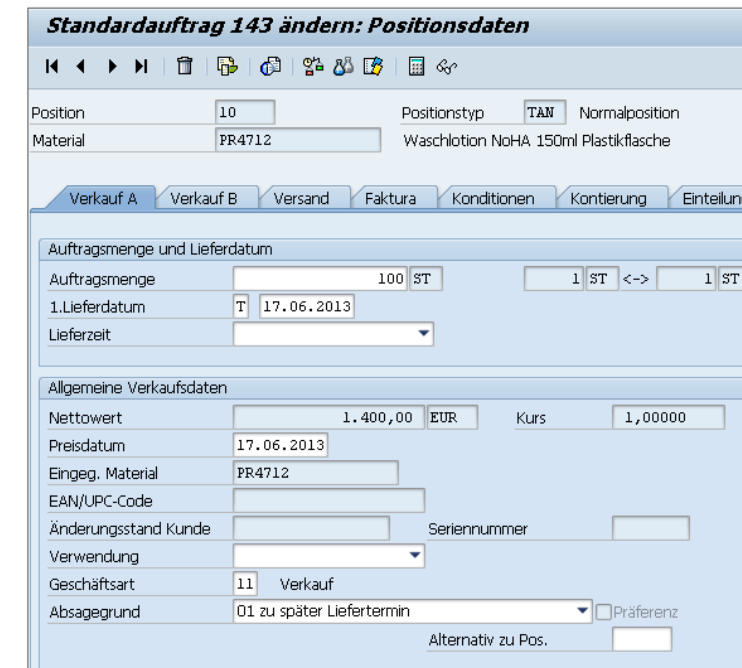 Standardauftrag 143 ändern: Positionsdaten
Position 10 Positionstyp TAN Normalposition
Material PR4712 Waschlotion NoHA 150ml Plastikflasche
Verkauf A Verkauf B Versand Faktura Konditionen Kontierung Einteilun
Auftragsmenge und Lieferdatum
Auftragsmenge 100 ST 1 ST <-> 1 ST
1.Lieferdatum T 17.06.2013
Lieferzeit
Allgemeine Verkaufsdaten
Nettowert 1.400,00 EUR Kurs 1,00000
Preisdatum 17.06.2013
Eingeg. Material PR4712
EAN/UPC-Code
Änderungsstand Kunde Seriennummer
Verwendung
Geschäftsart 11 Verkauf
Absagegrund 01 zu später Liefertermin Präferenz
Alternativ zu Pos.